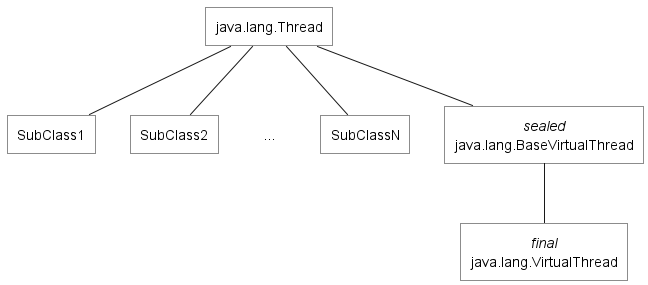 java.lang.Thread
SubClass1
SubClass2
...
SubClassN
sealed
java.lang.BaseVirtualThread
final
java.lang.VirtualThread